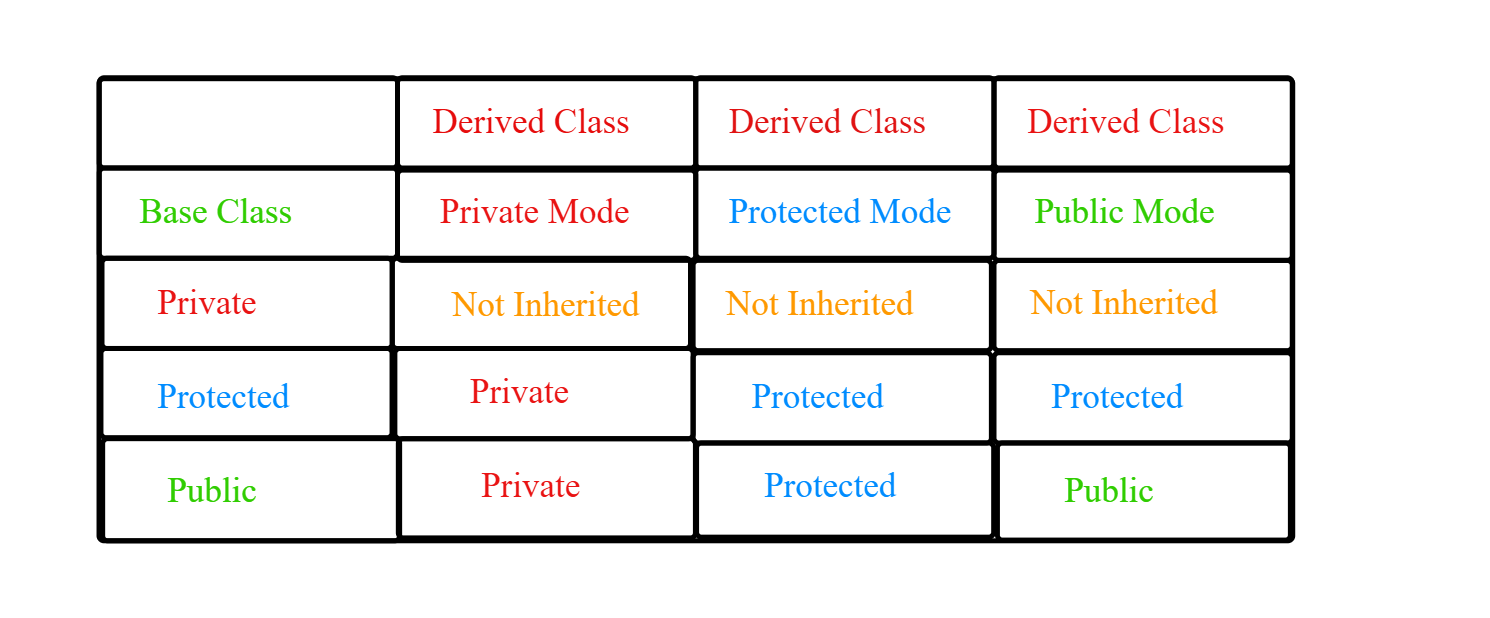 Derived Class Derived Class Derived Class
Base Class Private Mode Protected Mode Public Mode
Private Not Inherited Not Inherited Not Inherited
Protected Private Protected Protected
Public Private Protected Public